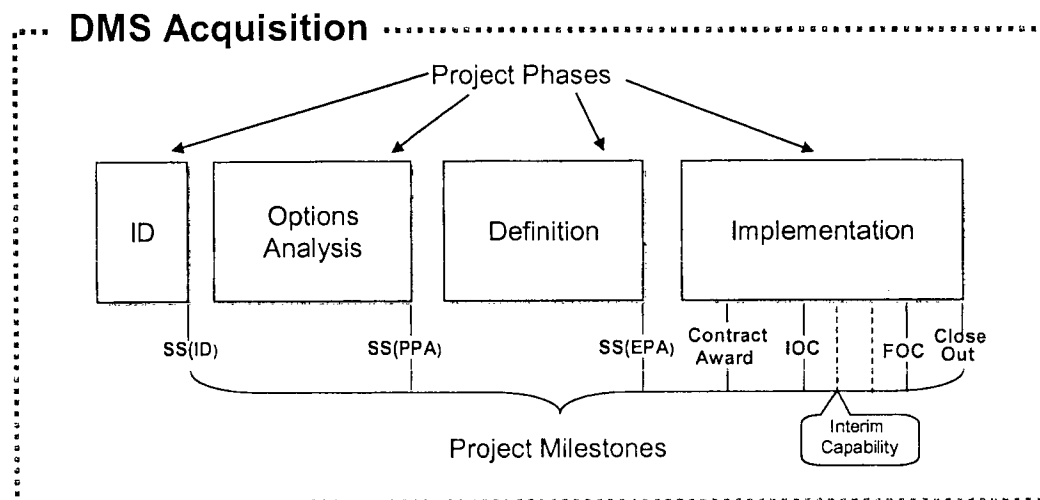 DMS Acquisition
Project Phases
ID
Options
Analysis
Definition
Implementation
SS(ID)
SS(PPA)
SS(EPA)
Contract
Award
IOC
FOC
Close
Out
Interim
Capability
Project Milestones